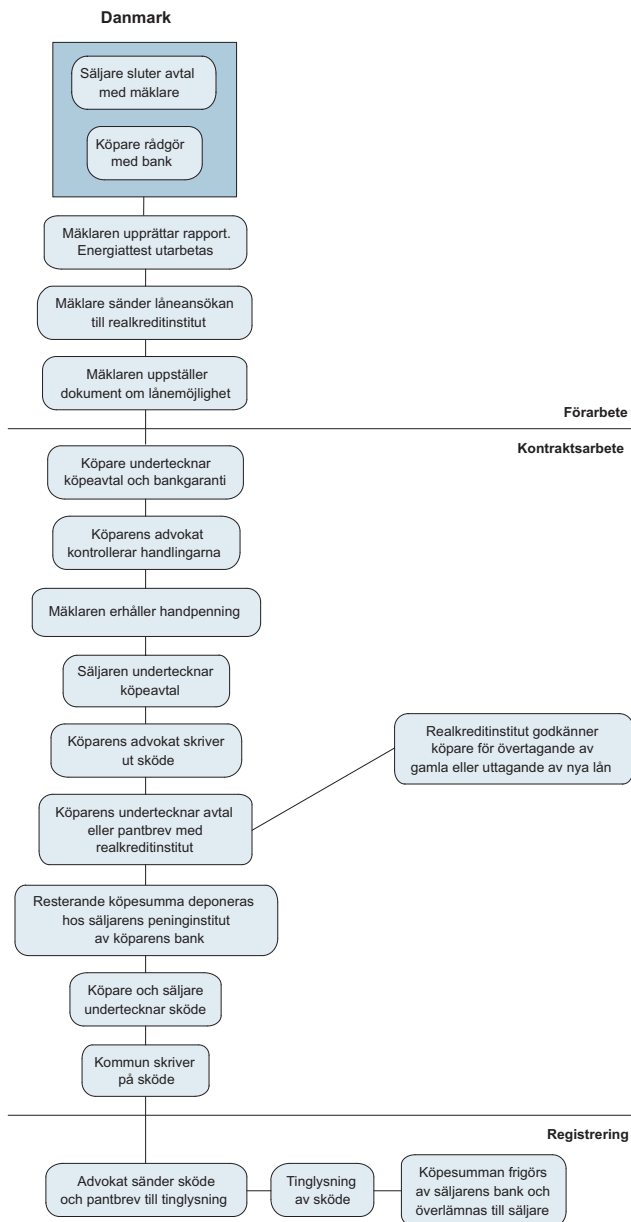 Danmark
Säljare sluter avtal
med mäklare
Köpare rådgör
med bank
Mäklaren upprättar rapport.
Energiattest utarbetas
Mäklare sänder låneansökan
till realkreditinstitut
Mäklaren uppställer
dokument om lånemöjlighet
Förarbete
Kontraktsarbete
Köpare undertecknar
köpeavtal och bankgaranti
Köparens advokat
kontrollerar handlingarna
Mäklaren erhåller handpenning
Säljaren undertecknar
köpeavtal
Köparens advokat skriver
ut sköde
Realkreditinstitut godkänner
köpare för övertagande av
gamla eller uttagande av nya lån
Köparens undertecknar avtal
eller pantbrev med
realkreditinstitut
Resterande köpesumma deponeras
hos säljarens peninginstitut
av köparens bank
Köpare och säljare
undertecknar sköde
Kommun skriver
på sköde
Registrering
Advokat sänder sköde
och pantbrev till tinglysning
Tinglysning
av sköde
Köpesumman frigörs
av säljarens bank och
överlämnas till säljare